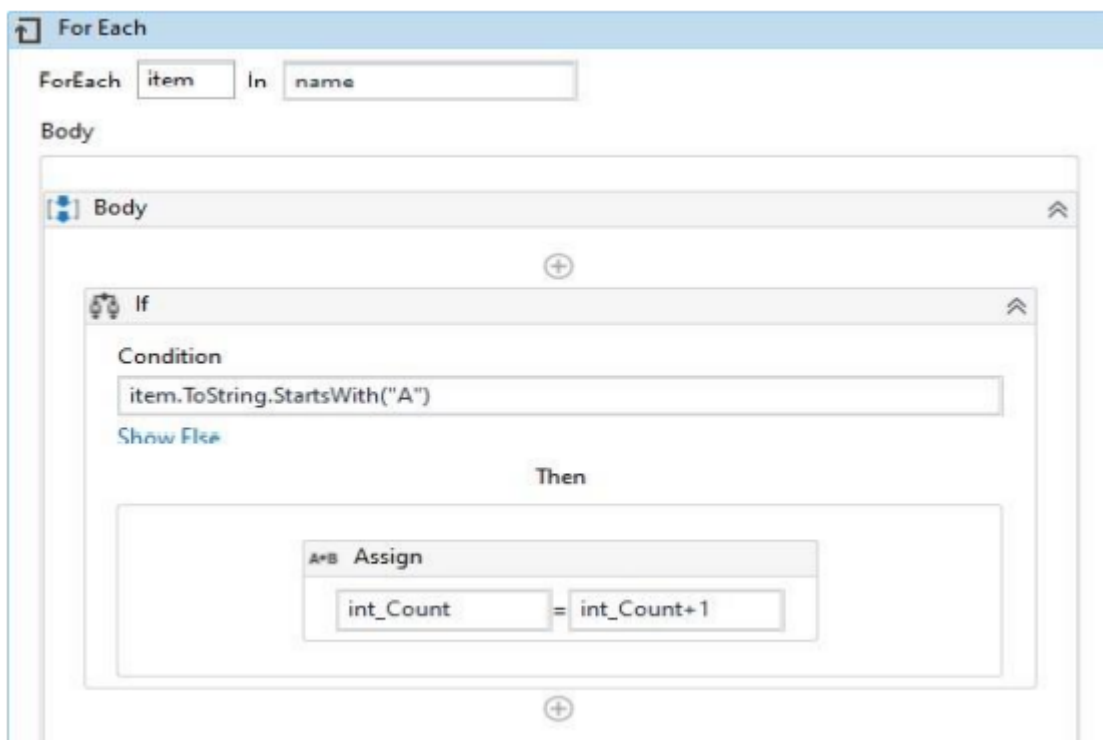 For Each
ForEach item In name
Body
Body
If
Condition
item.ToString.StartsWith("A")
Show Else
Then
A+B Assign
int_Count = int_Count+1